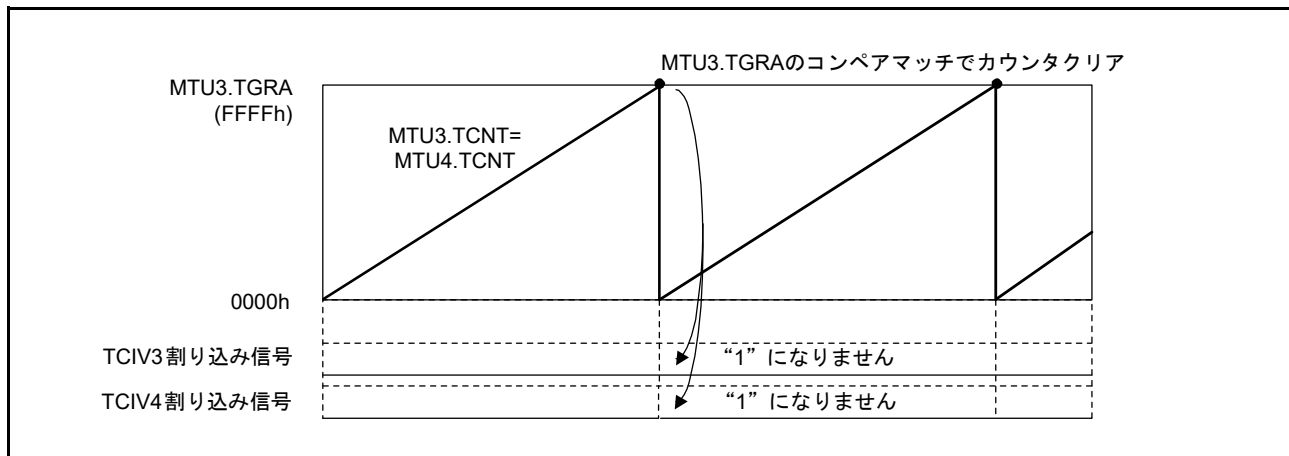 MTU3.TGRAのコンペアマッチでカウンタクリア
MTU3.TGRA
(FFFFh)
MTU3.TCNT=
MTU4.TCNT
0000h
TCIV3割り込み信号
“1” になりません
TCIV4割り込み信号
“1” になりません